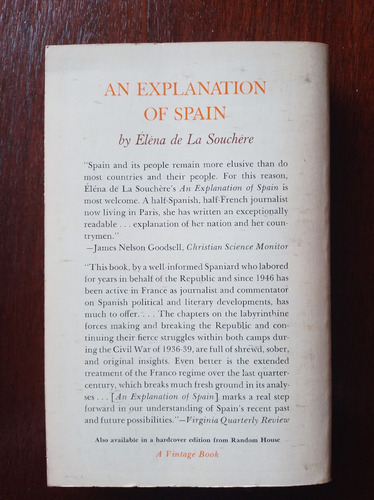 AN EXPLANATION
OF SPAIN
by Éléna de La Souchère
"Spain and its people remain more elusive than do
most countries and their people. For this reason,
Éléna de La Souchère's An Explanation of Spain is
most welcome. A half-Spanish, half-French journalist
now living in Paris, she has written an exceptionally
readable . . . explanation of her nation and her coun-
trymen."
—James Nelson Goodsell, Christian Science Monitor
"This book, by a well-informed Spaniard who labored
for years in behalf of the Republic and since 1946 has
been active in France as journalist and commentator
on Spanish political and literary developments, has
much to offer. . . . The chapters on the labyrinthine
forces making and breaking the Republic and con-
tinuing their fierce struggles within both camps dur-
ing the Civil War of 1936-39, are full of shrewd, sober,
and original insights. Even better is the extended
treatment of the Franco regime over the last quarter-
century, which breaks much fresh ground in its analy-
ses . . . [An Explanation of Spain] marks a real step
forward in our understanding of Spain's recent past
and future possibilities."—Virginia Quarterly Review
Also available in a hardcover edition from Random House
A Vintage Book